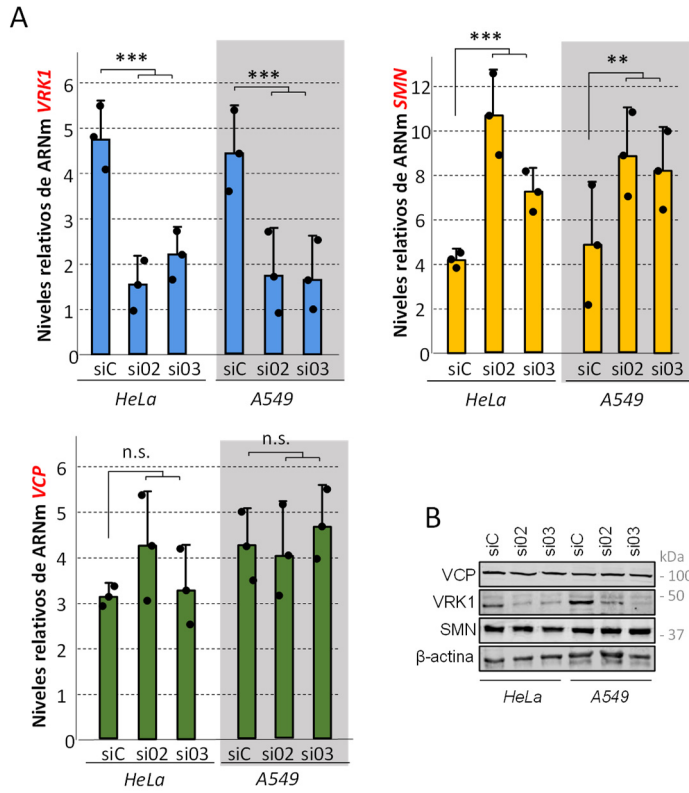 A
Niveles relativos de ARNm VRK1
6
5
4
3
2
1
0
***
***
siC si02 si03 siC si02 si03
HeLa A549
Niveles relativos de ARNm SMN
12
10
8
6
4
2
0
***
**
siC si02 si03 siC si02 si03
HeLa A549
Niveles relativos de ARNm VCP
6
5
4
3
2
1
0
n.s.
n.s.
siC si02 si03 siC si02 si03
HeLa A549
B
siC si02 si03 siC si02 si03
kDa
VCP - 100
VRK1 - 50
SMN - 37
β-actina
HeLa A549